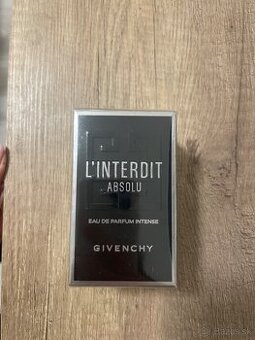 L'INTERDIT
ABSOLU
EAU DE PARFUM INTENSE
GIVENCHY